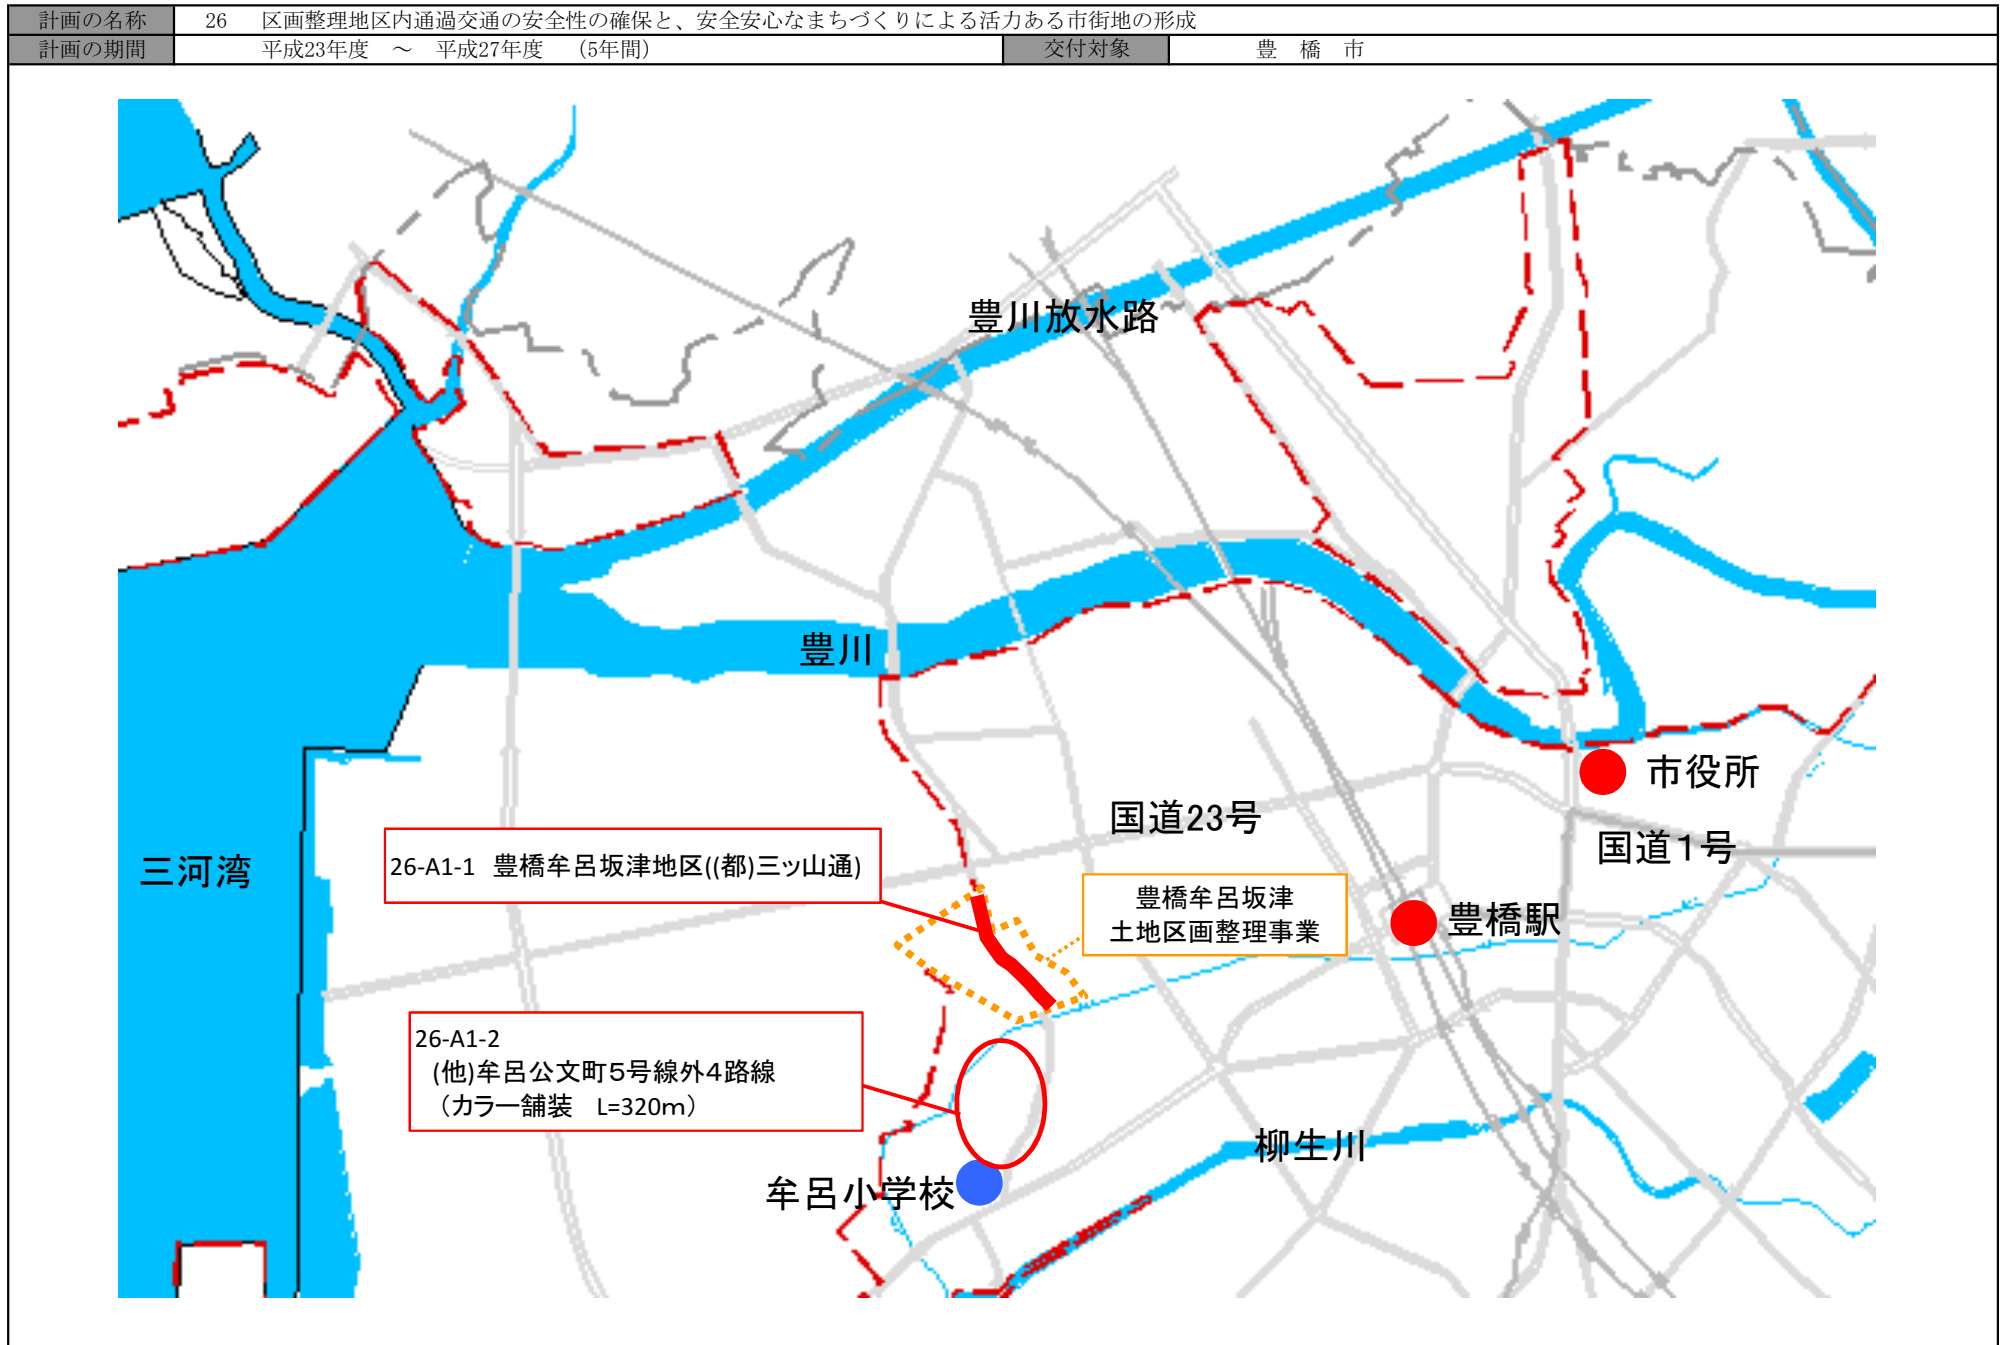 計画の名称 26 区画整理地区内通過交通の安全性の確保と、安全安心なまちづくりによる活力ある市街地の形成
計画の期間 平成23年度 ～ 平成27年度 (5年間) 交付対象 豊 橋 市
豊川放水路
豊川
市役所
国道23号
国道１号
三河湾
26-A1-1 豊橋牟呂坂津地区((都)三ッ山通)
豊橋牟呂坂津
土地区画整理事業
豊橋駅
26-A1-2
(他)牟呂公文町５号線外４路線
（カラー舗装 L=320ｍ）
柳生川
牟呂小学校